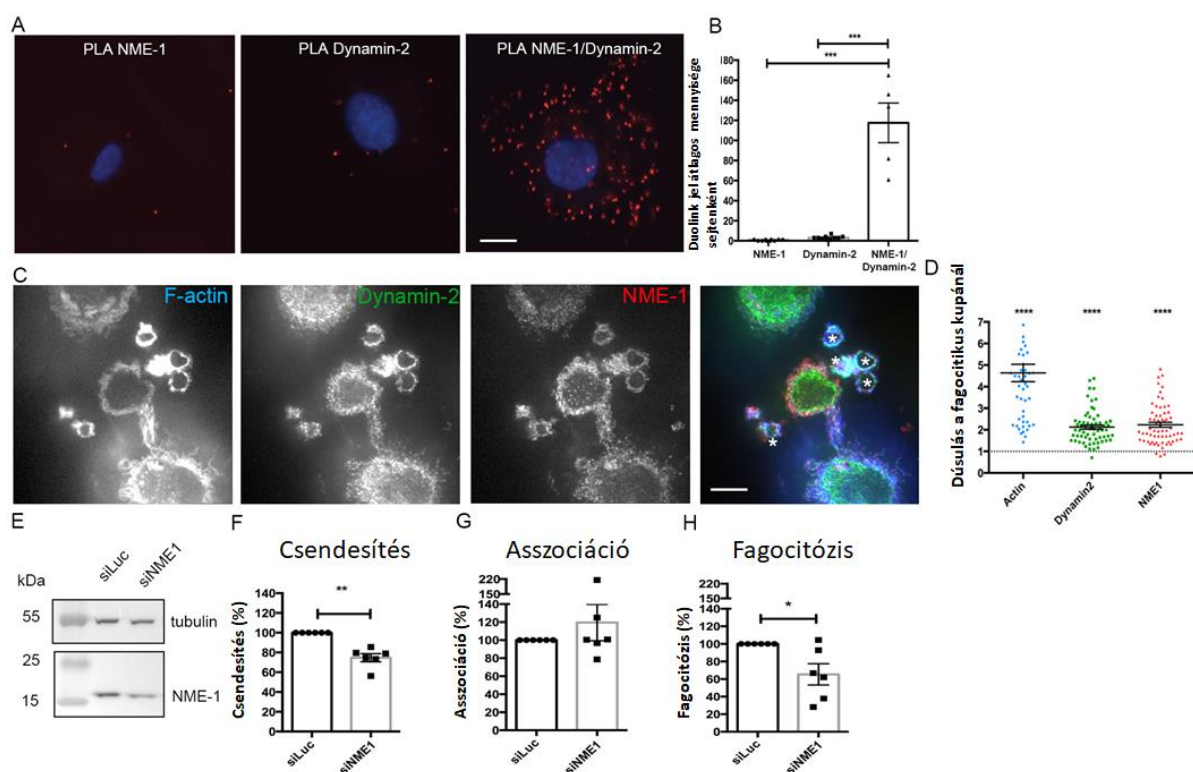 A
PLA NME-1
PLA Dynamin-2
PLA NME-1/Dynamin-2
B
***
***
Duolink jel átlagos mennyisége
sejtenként
180
160
140
120
100
80
60
40
20
0
NME-1
Dynamin-2
NME-1/
Dynamin-2
C
F-actin
Dynamin-2
NME-1
*
*
*
*
*
D
Dúsulás a fagocitikus kupánál
****
****
****
7
6
5
4
3
2
1
0
Actin
Dynamin2
NME1
E
kDa
siLuc
siNME1
55
tubulin
25
15
NME-1
F
Csendesítés
Csendesítés (%)
140
120
100
80
60
40
20
0
**
siLuc
siNME1
G
Asszociáció
Asszociáció (%)
220
150
140
120
100
80
60
40
20
0
siLuc
siNME1
H
Fagocitózis
Fagocitózis (%)
220
150
140
120
100
80
60
40
20
0
*
siLuc
siNME1